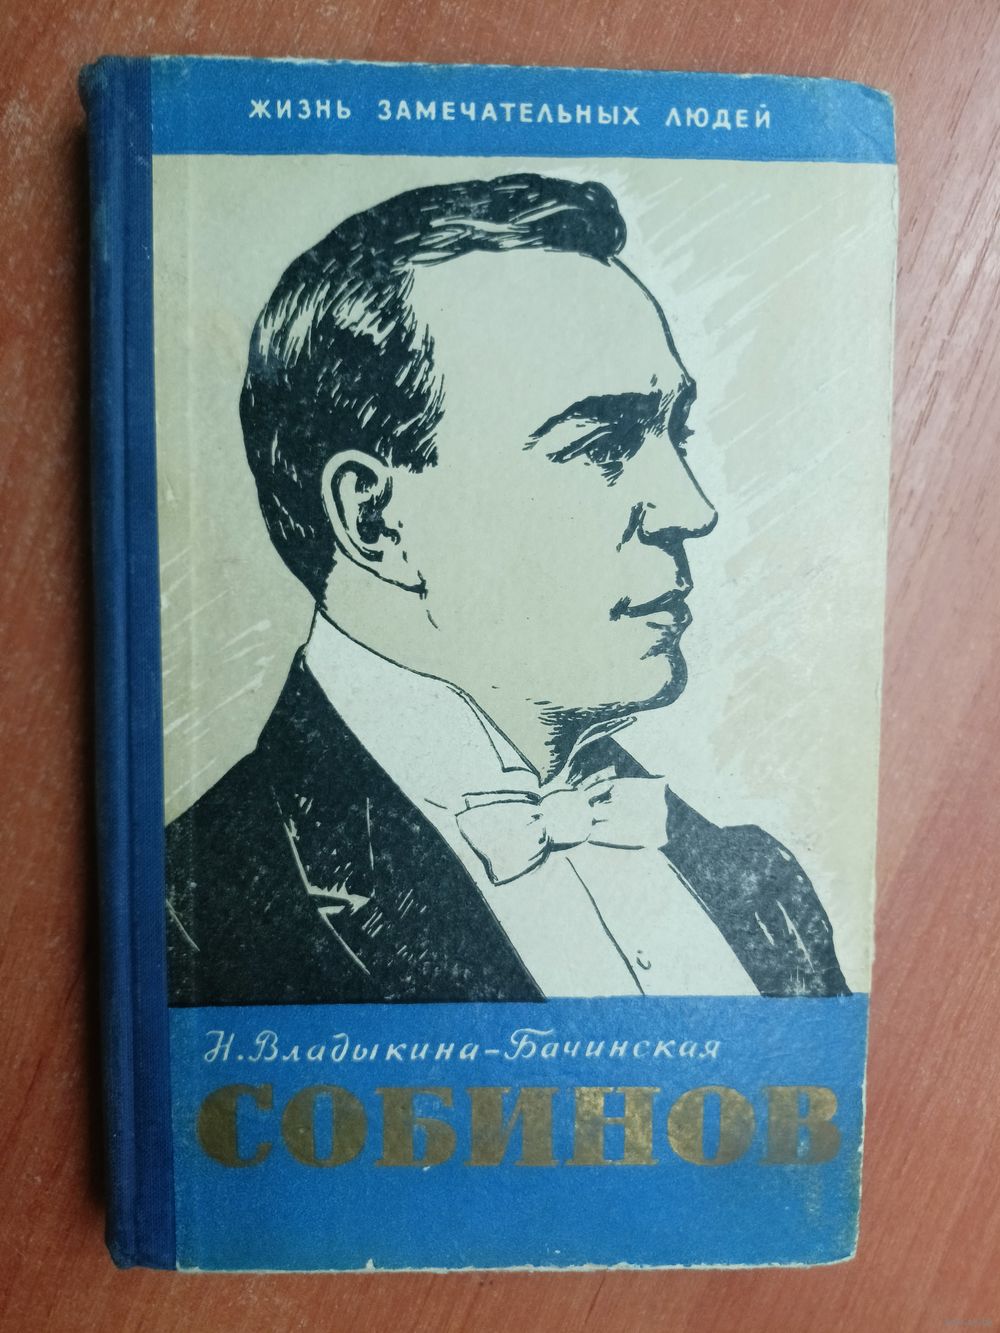 ЖИЗНЬ ЗАМЕЧАТЕЛЬНЫХ ЛЮДЕЙ
Н. Владыкина-Бачинская
СОБИНОВ